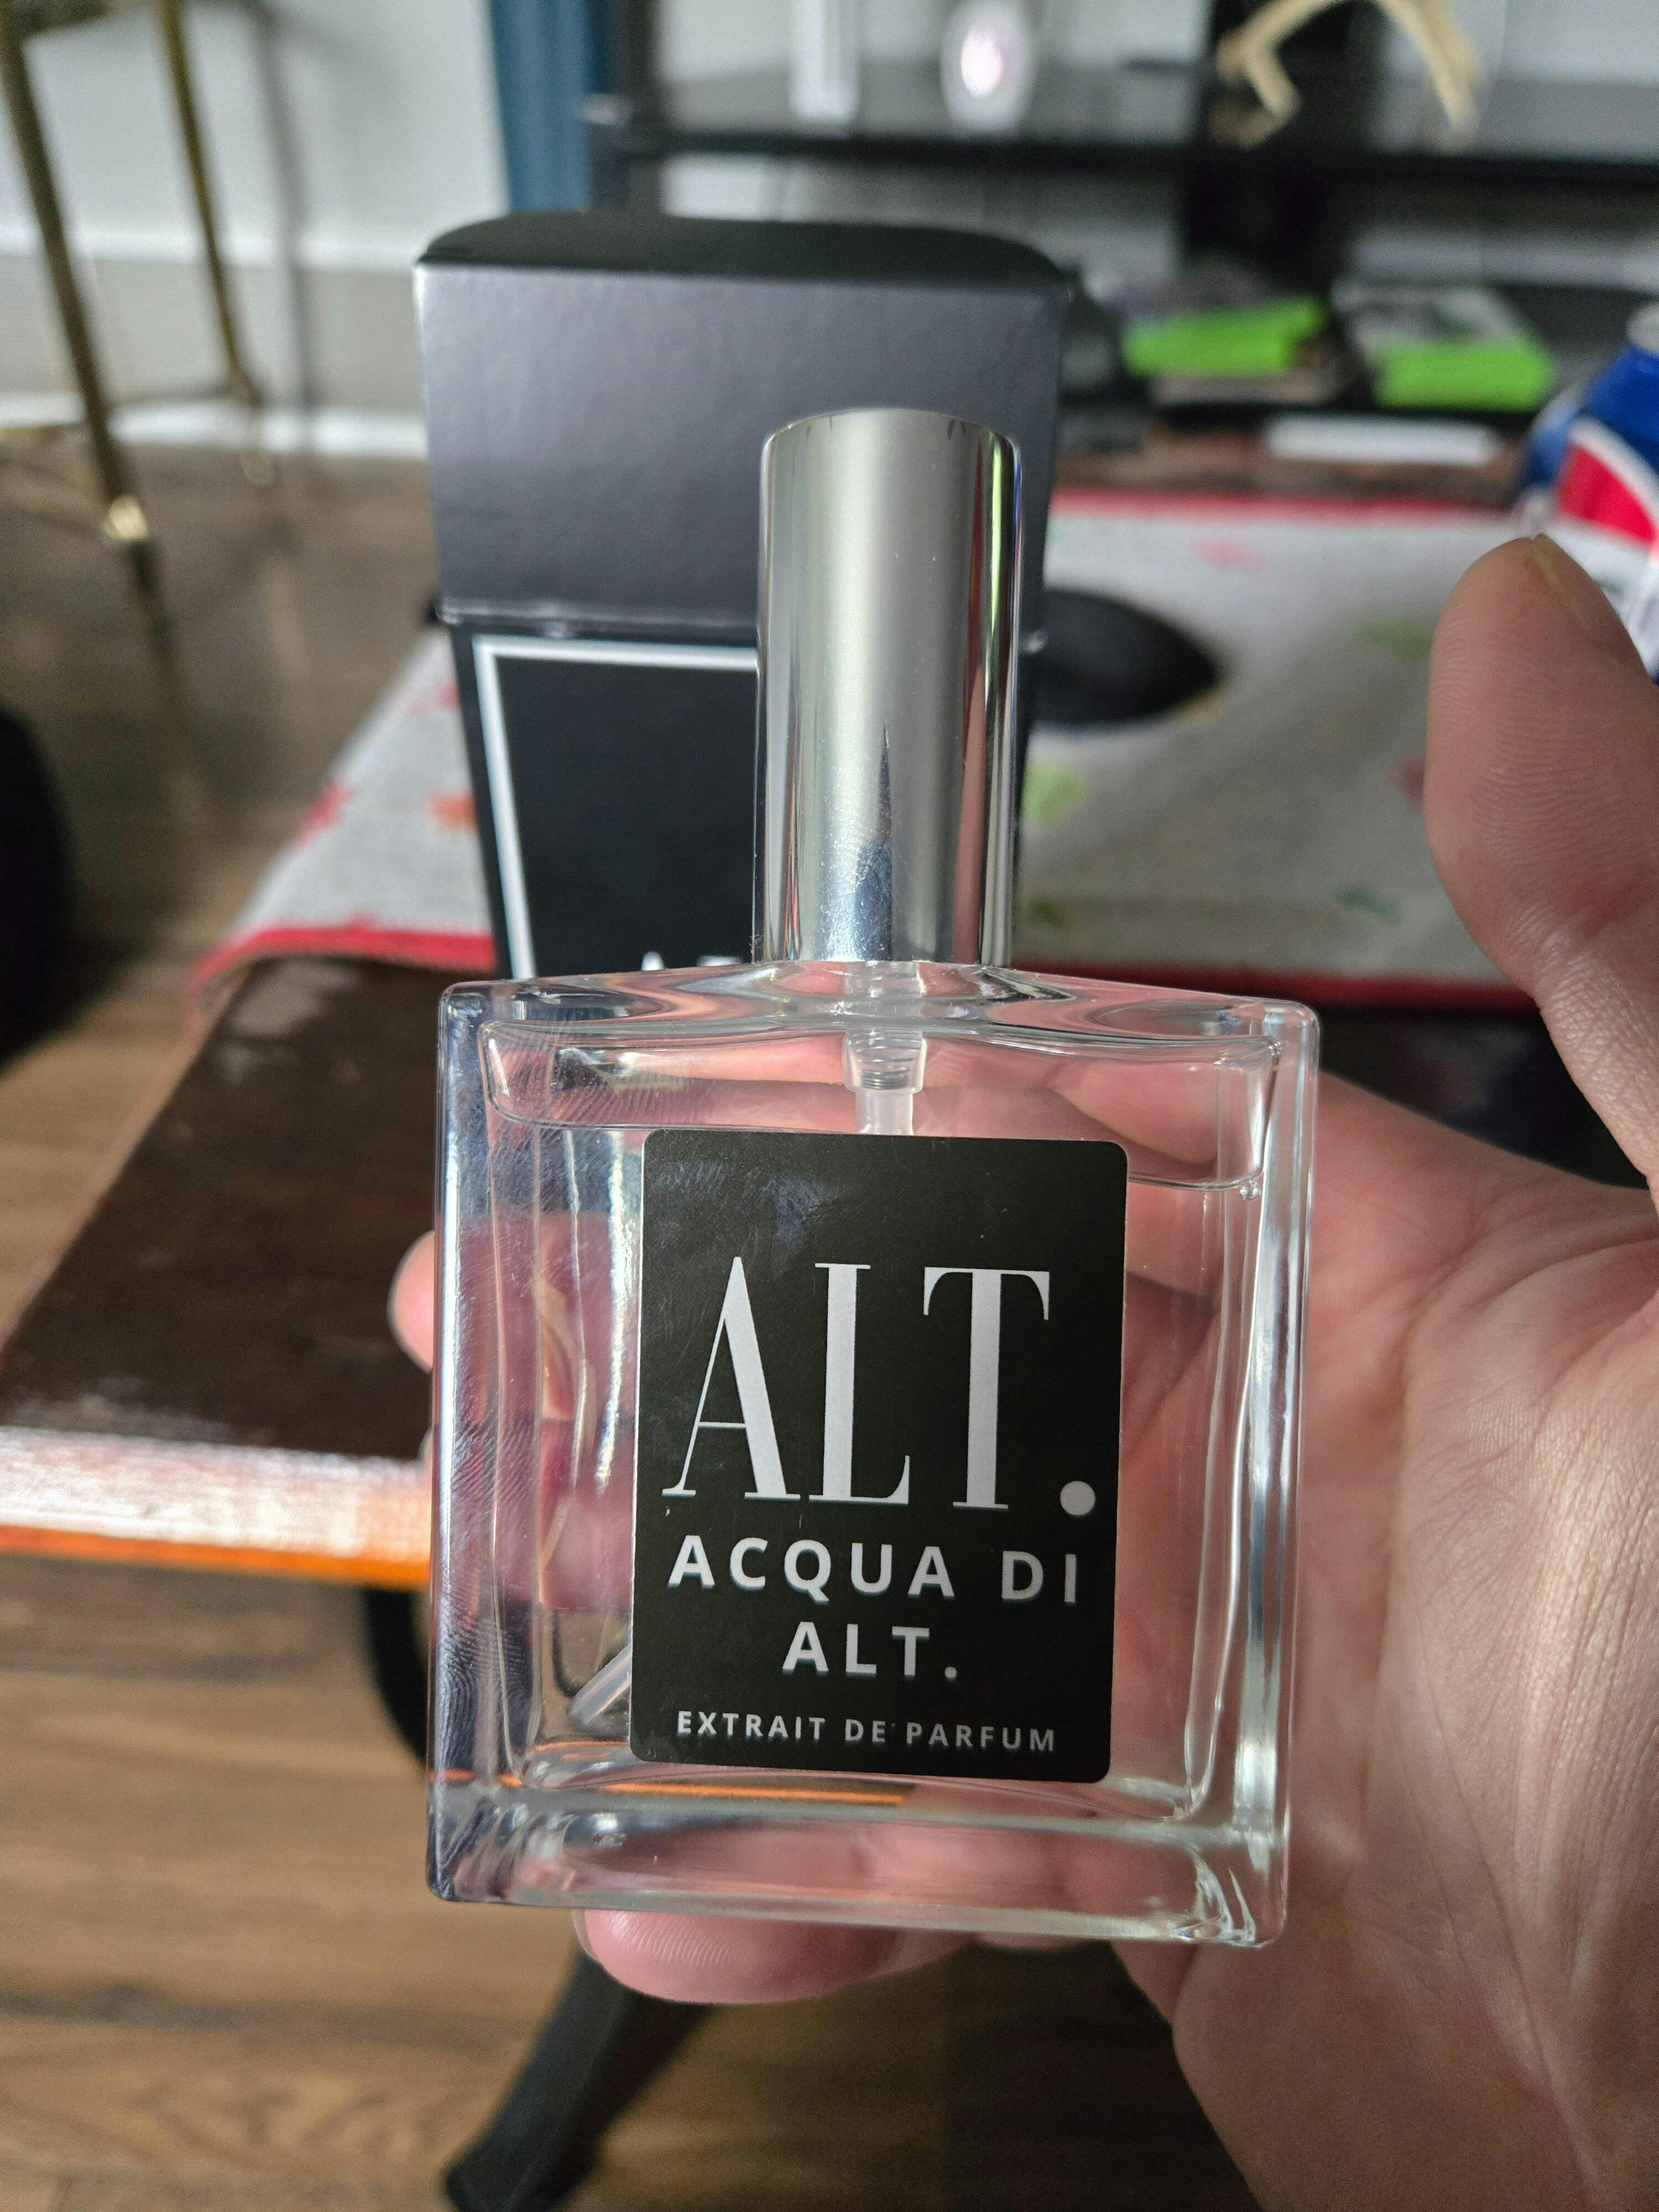 ALT.
ACQUA DI
ALT.
EXTRAIT DE PARFUM